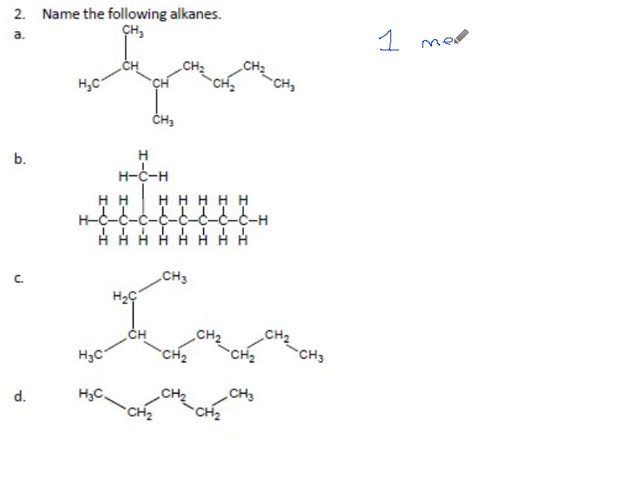 2. Name the following alkanes.
a. CH₃ 1 me
CH CH₂ CH₂
H₃C CH CH₂ CH₃
CH₃
b. H
H-C-H
H H H H H H H
H-C-C-C-C-C-C-C-C-H
H H H H H H H H
c. CH₃
H₂C
CH CH₂ CH₂
H₃C CH₂ CH₂ CH₃
d. H₃C CH₂ CH₃
CH₂ CH₂